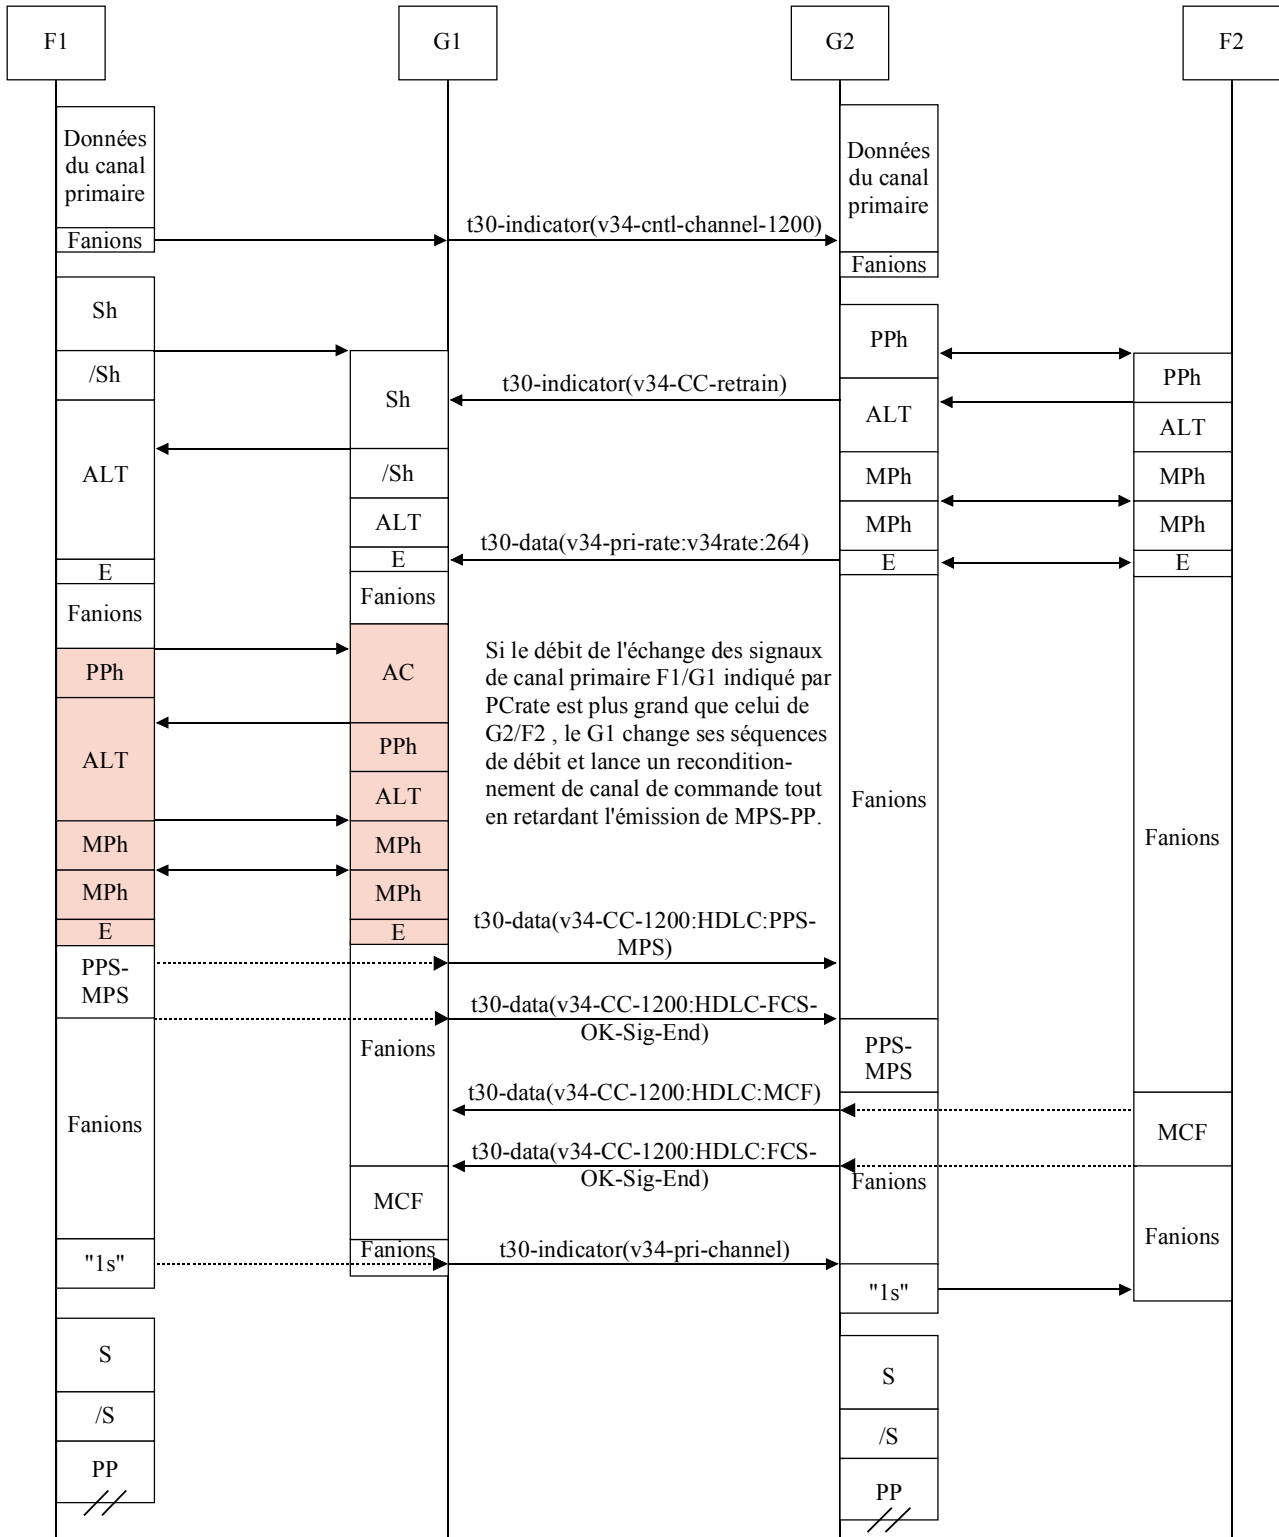 F1
G1
G2
F2
Données
du canal
primaire
Données
du canal
primaire
t30-indicator(v34-cntl-channel-1200)
Fanions
Fanions
Sh
PPh
/Sh
PPh
t30-indicator(v34-CC-retrain)
Sh
ALT
ALT
ALT
/Sh
MPh
MPh
ALT
MPh
MPh
t30-data(v34-pri-rate:v34rate:264)
E
E
E
E
Fanions
Fanions
Si le débit de l'échange des signaux
de canal primaire F1/G1 indiqué par
PCrate est plus grand que celui de
G2/F2 , le G1 change ses séquences
de débit et lance un recondition-
nement de canal de commande tout
en retardant l'émission de MPS-PP.
PPh
AC
ALT
PPh
ALT
Fanions
Fanions
MPh
MPh
MPh
MPh
E
E
t30-data(v34-CC-1200:HDLC:PPS-
MPS)
PPS-
MPS
t30-data(v34-CC-1200:HDLC-FCS-
OK-Sig-End)
Fanions
PPS-
MPS
t30-data(v34-CC-1200:HDLC:MCF)
Fanions
MCF
t30-data(v34-CC-1200:HDLC:FCS-
OK-Sig-End)
Fanions
MCF
Fanions
Fanions
t30-indicator(v34-pri-channel)
"1s"
"1s"
S
S
/S
/S
PP
PP